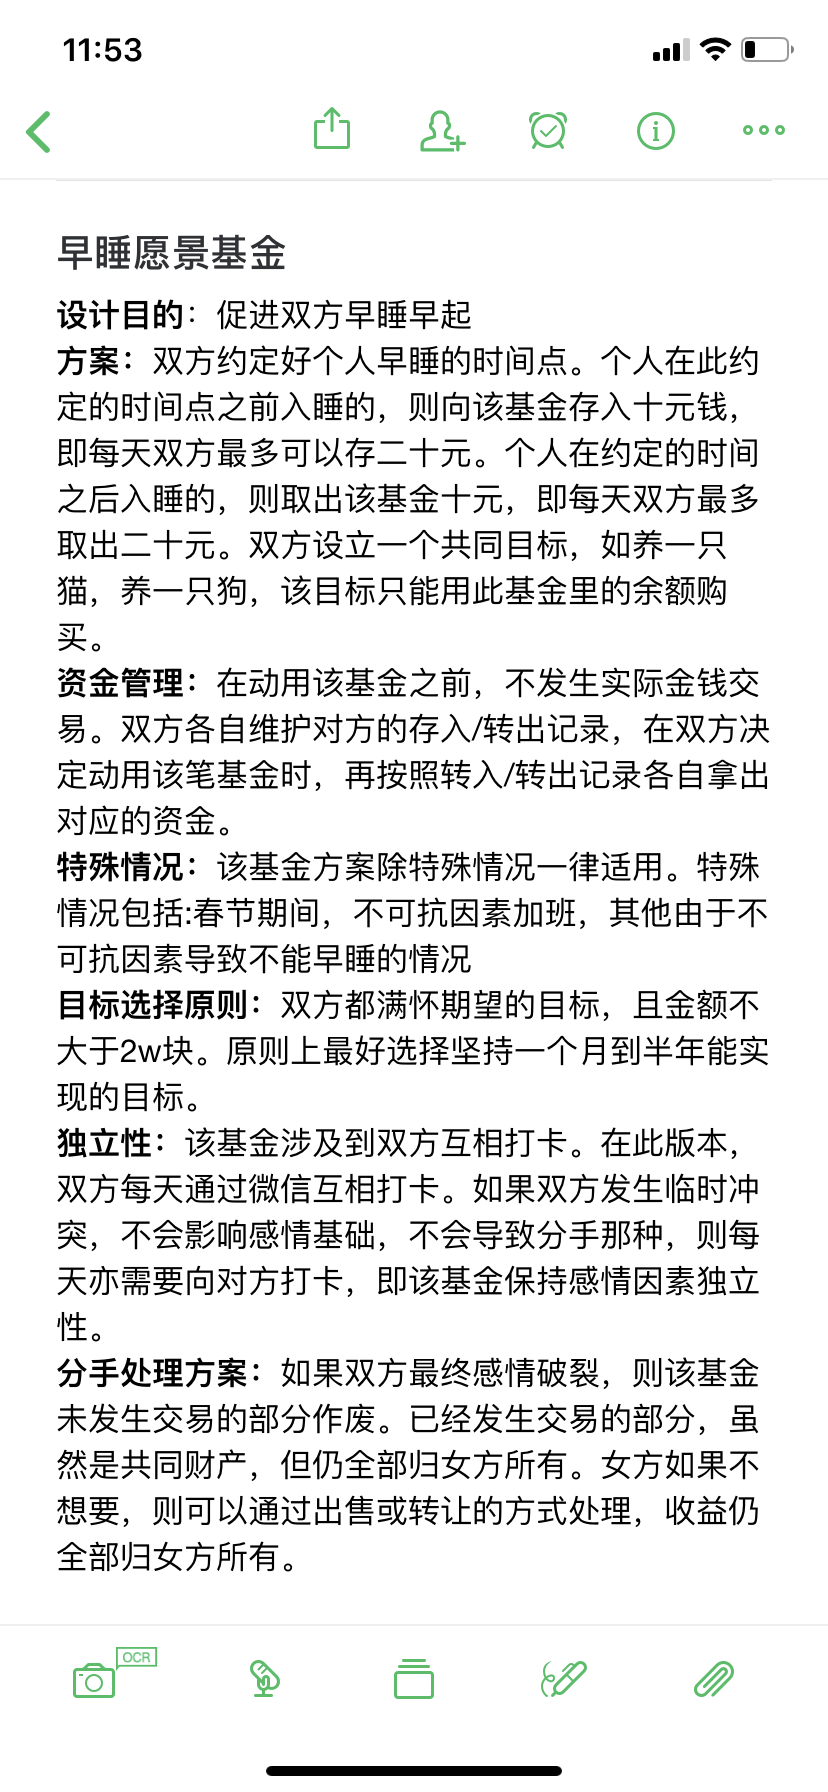 11:53
早睡愿景基金
设计目的：促进双方早睡早起
方案：双方约定好个人早睡的时间点。个人在此约
定的时间点之前入睡的，则向该基金存入十元钱，
即每天双方最多可以存二十元。个人在约定的时间
之后入睡的，则取出该基金十元，即每天双方最多
取出二十元。双方设立一个共同目标，如养一只
猫，养一只狗，该目标只能用此基金里的余额购
买。
资金管理：在动用该基金之前，不发生实际金钱交
易。双方各自维护对方的存入/转出记录，在双方决
定动用该笔基金时，再按照转入/转出记录各自拿出
对应的资金。
特殊情况：该基金方案除特殊情况一律适用。特殊
情况包括:春节期间，不可抗因素加班，其他由于不
可抗因素导致不能早睡的情况
目标选择原则：双方都满怀期望的目标，且金额不
大于2w块。原则上最好选择坚持一个月到半年能实
现的目标。
独立性：该基金涉及到双方互相打卡。在此版本，
双方每天通过微信互相打卡。如果双方发生临时冲
突，不会影响感情基础，不会导致分手那种，则每
天亦需要向对方打卡，即该基金保持感情因素独立
性。
分手处理方案：如果双方最终感情破裂，则该基金
未发生交易的部分作废。已经发生交易的部分，虽
然是共同财产，但仍全部归女方所有。女方如果不
想要，则可以通过出售或转让的方式处理，收益仍
全部归女方所有。
OCR